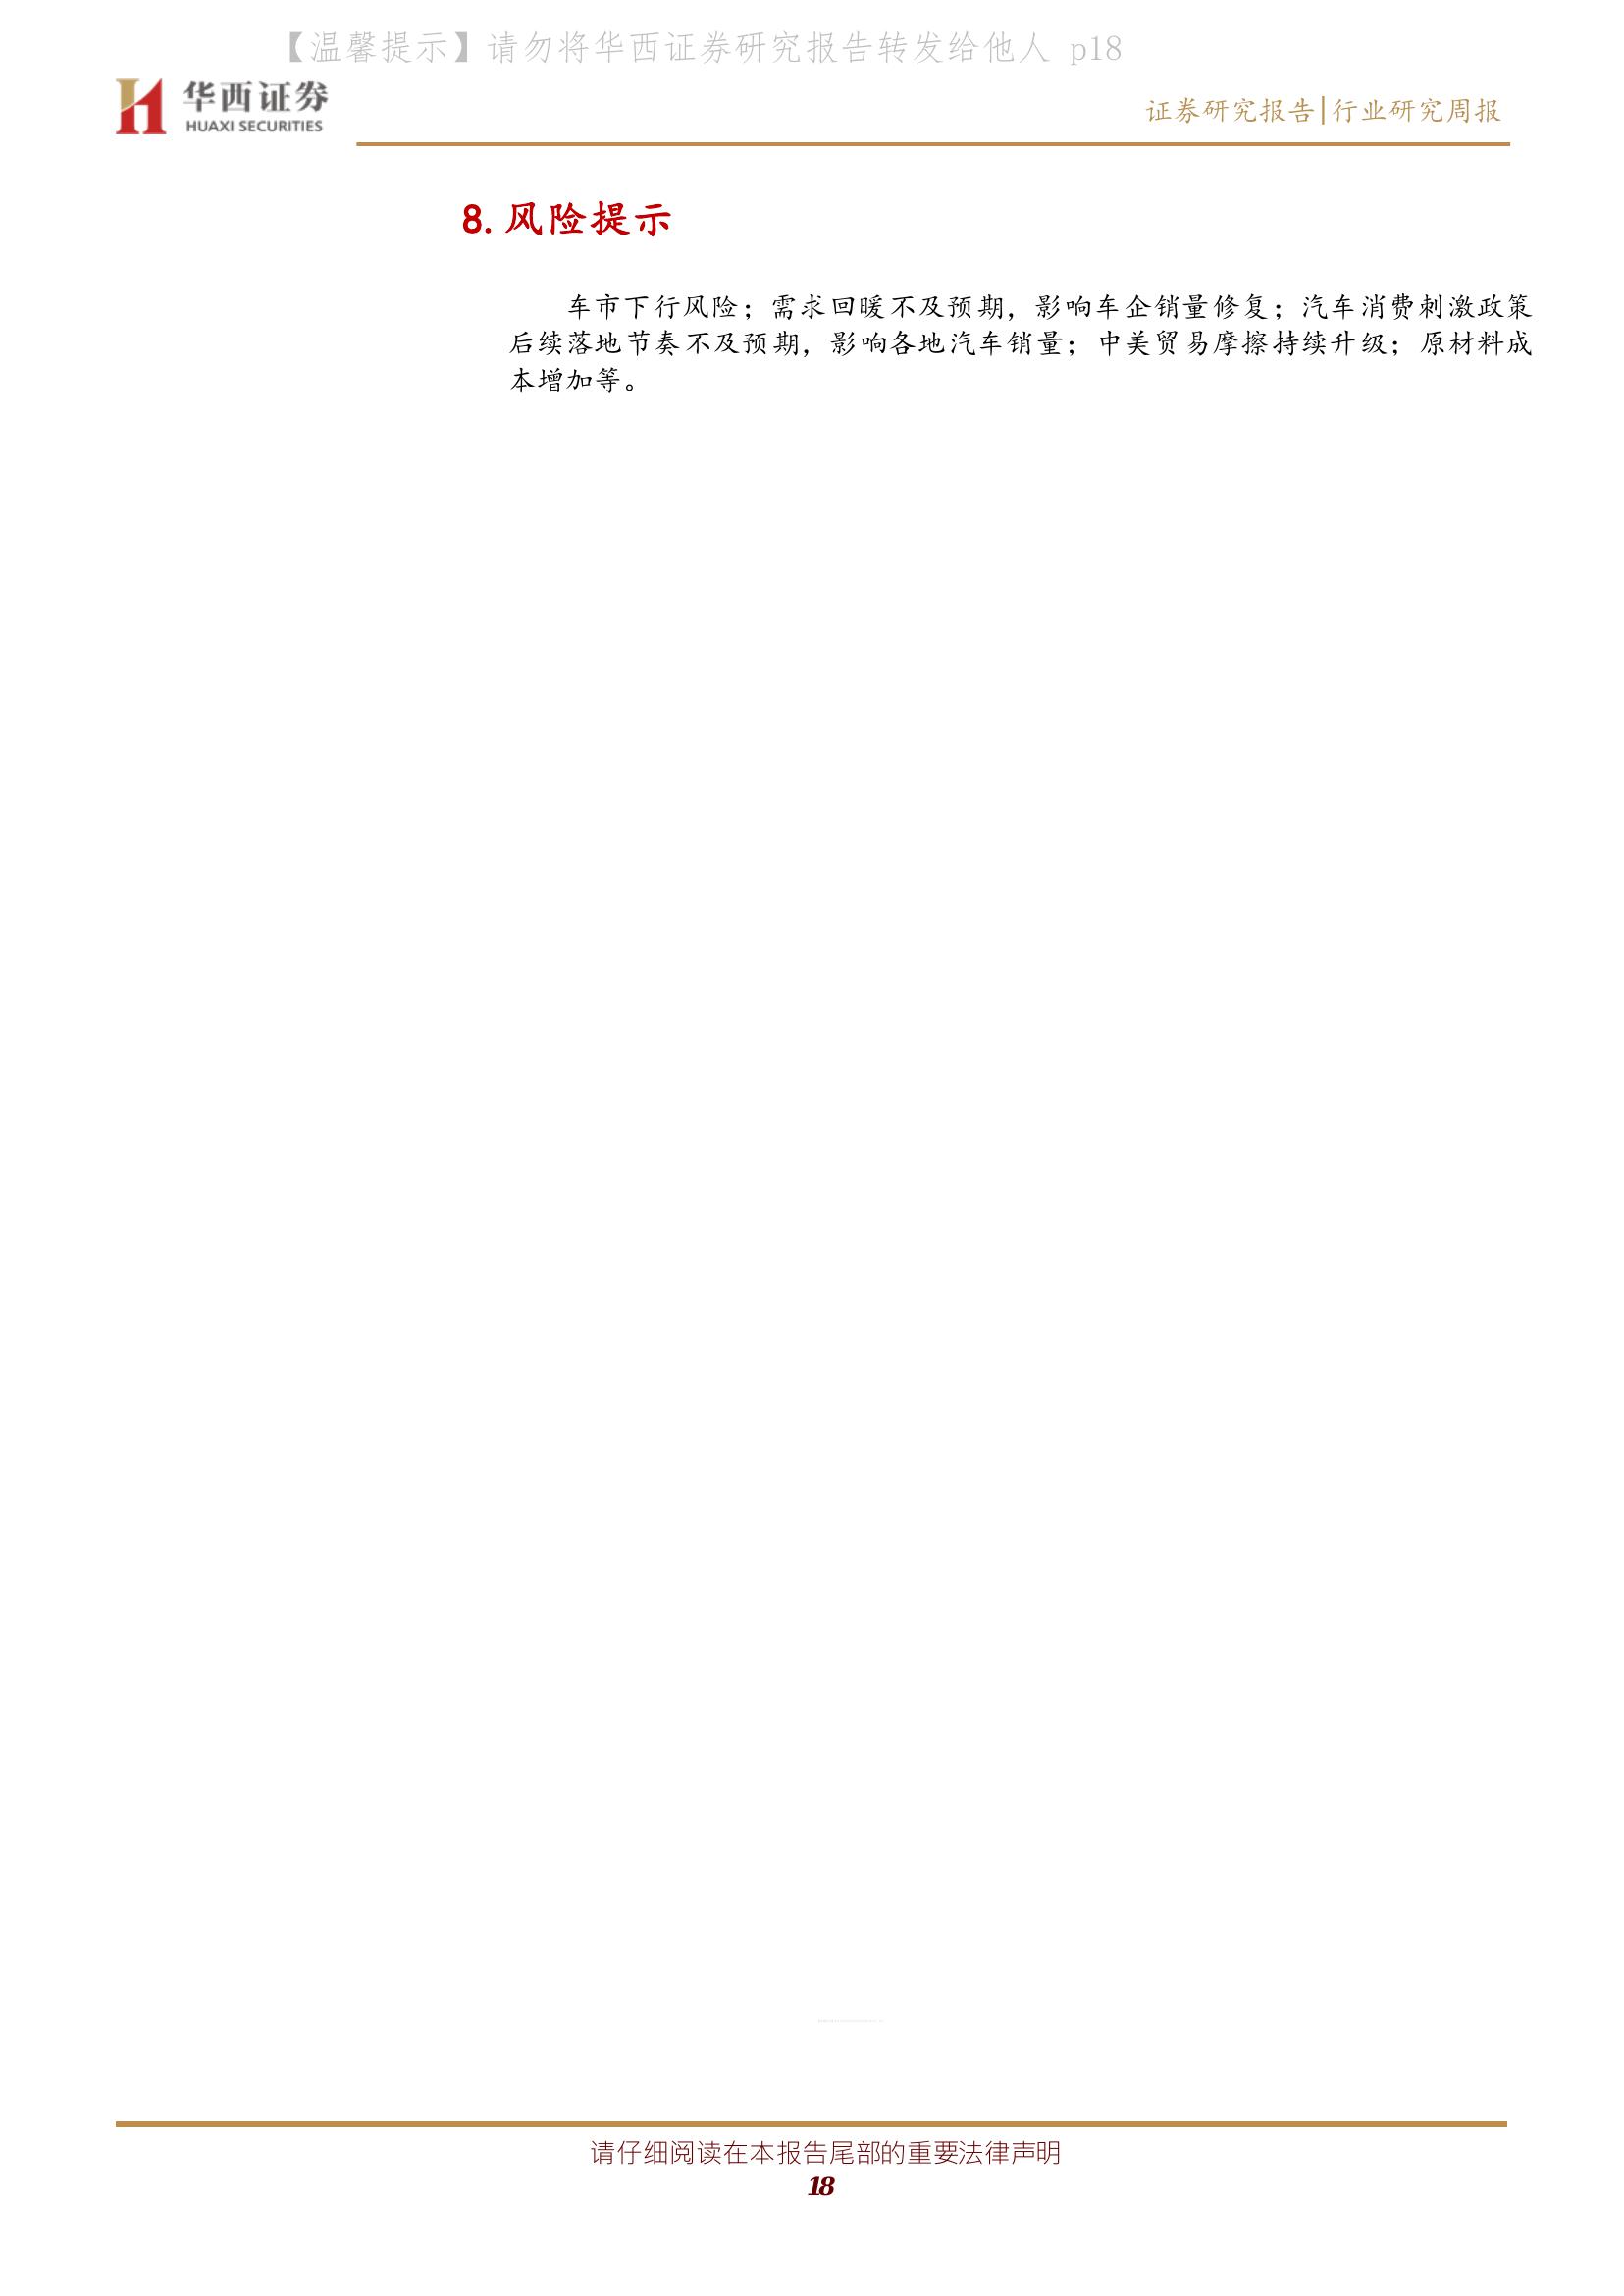 【温馨提示】请勿将华西证券研究报告转发给他人 p18
华西证券
HUAXI SECURITIES
证券研究报告|行业研究周报
8. 风险提示
车市下行风险；需求回暖不及预期，影响车企销量修复；汽车消费刺激政策
后续落地节奏不及预期，影响各地汽车销量；中美贸易摩擦持续升级；原材料成
本增加等。
请仔细阅读在本报告尾部的重要法律声明
18